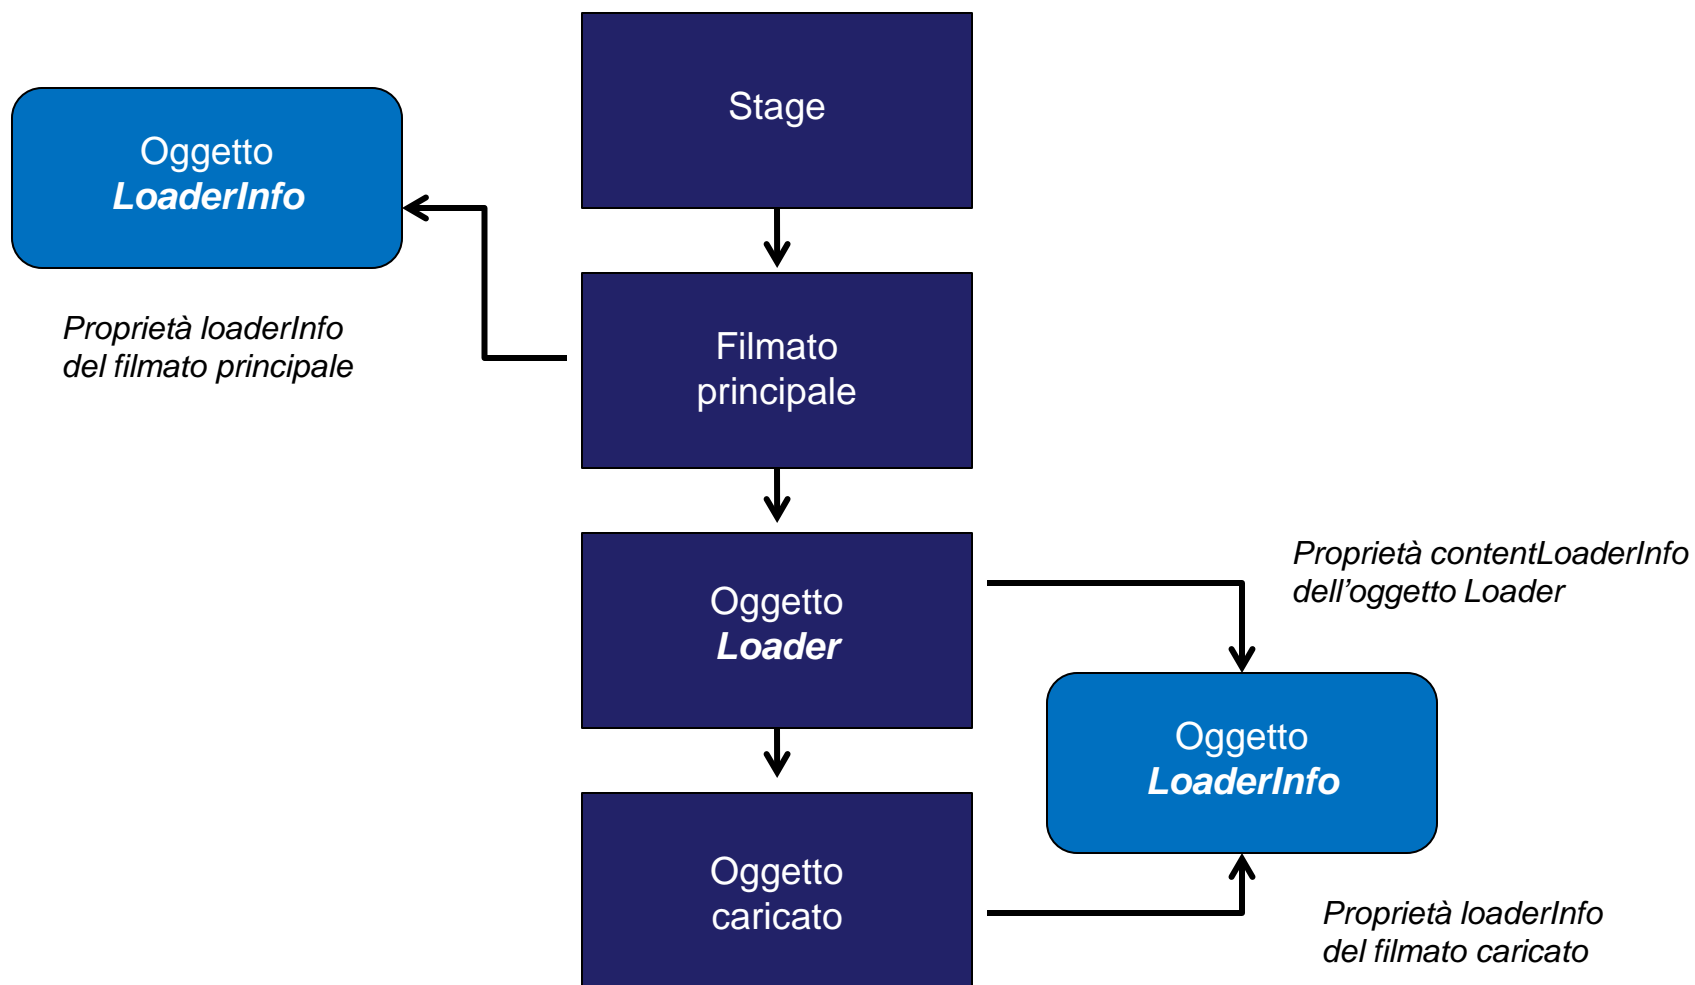 Stage
Oggetto
LoaderInfo
Proprietà loaderInfo
del filmato principale
Filmato
principale
Oggetto
Loader
Proprietà contentLoaderInfo
dell’oggetto Loader
Oggetto
LoaderInfo
Oggetto
caricato
Proprietà loaderInfo
del filmato caricato